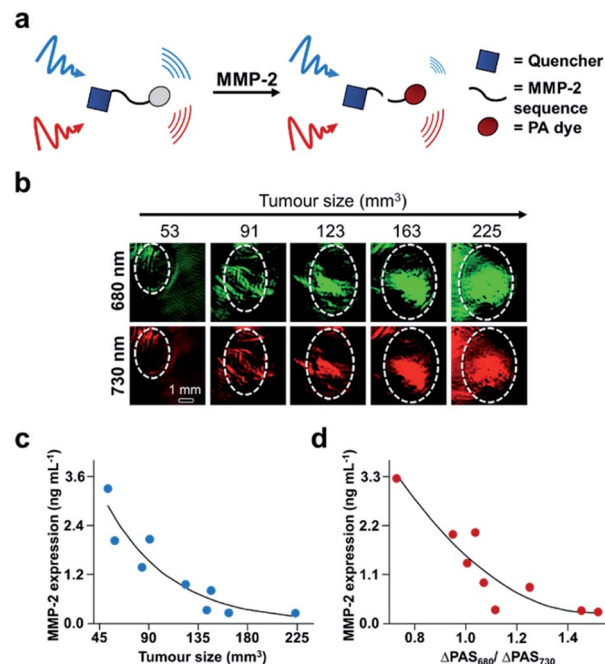 a
MMP-2
= Quencher
= MMP-2
sequence
= PA dye
b
Tumour size (mm³)
53 91 123 163 225
680 nm
730 nm
1 mm
c
MMP-2 expression (ng mL⁻¹)
3.6
2.4
1.2
0.0
45 90 135 180 225
Tumour size (mm³)
d
MMP-2 expression (ng mL⁻¹)
3.3
2.2
1.1
0.0
0.8 1.0 1.2 1.4
ΔPAS₆₈₀/ ΔPAS₇₃₀